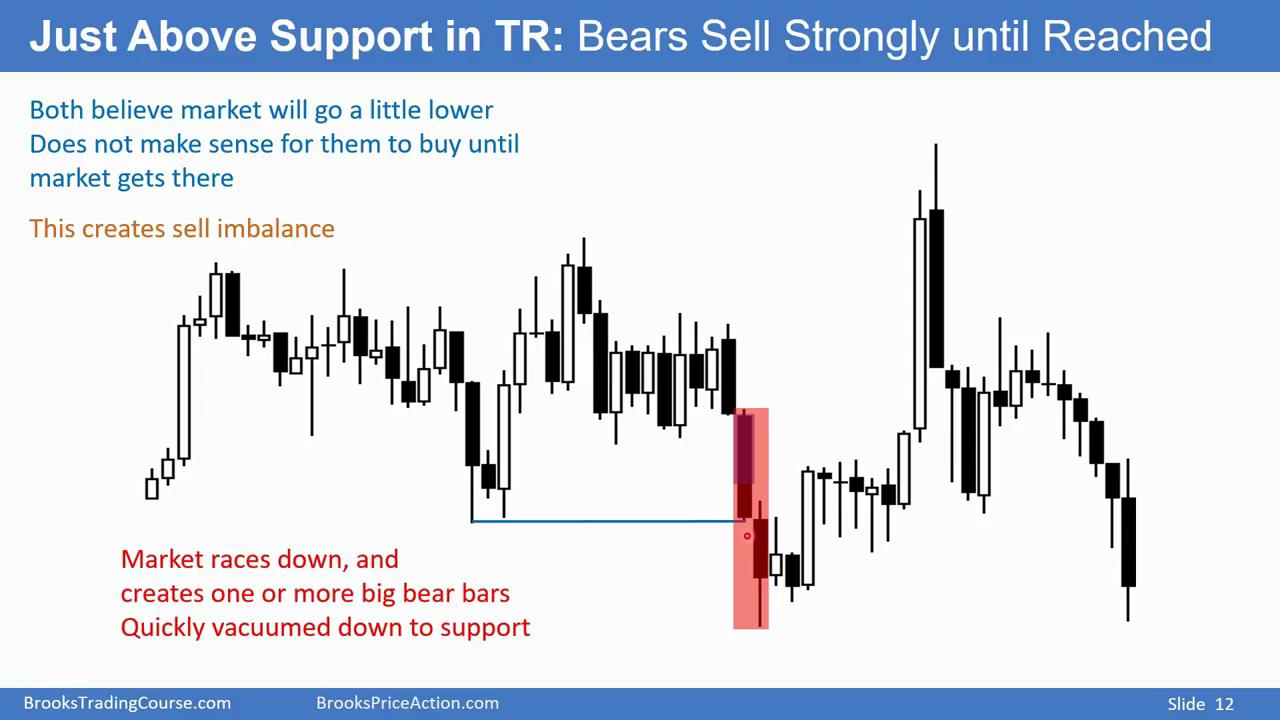 Just Above Support in TR: Bears Sell Strongly until Reached
Both believe market will go a little lower
Does not make sense for them to buy until
market gets there
This creates sell imbalance
Market races down, and
creates one or more big bear bars
Quickly vacuumed down to support
BrooksTradingCourse.com
BrooksPriceAction.com
Slide 12